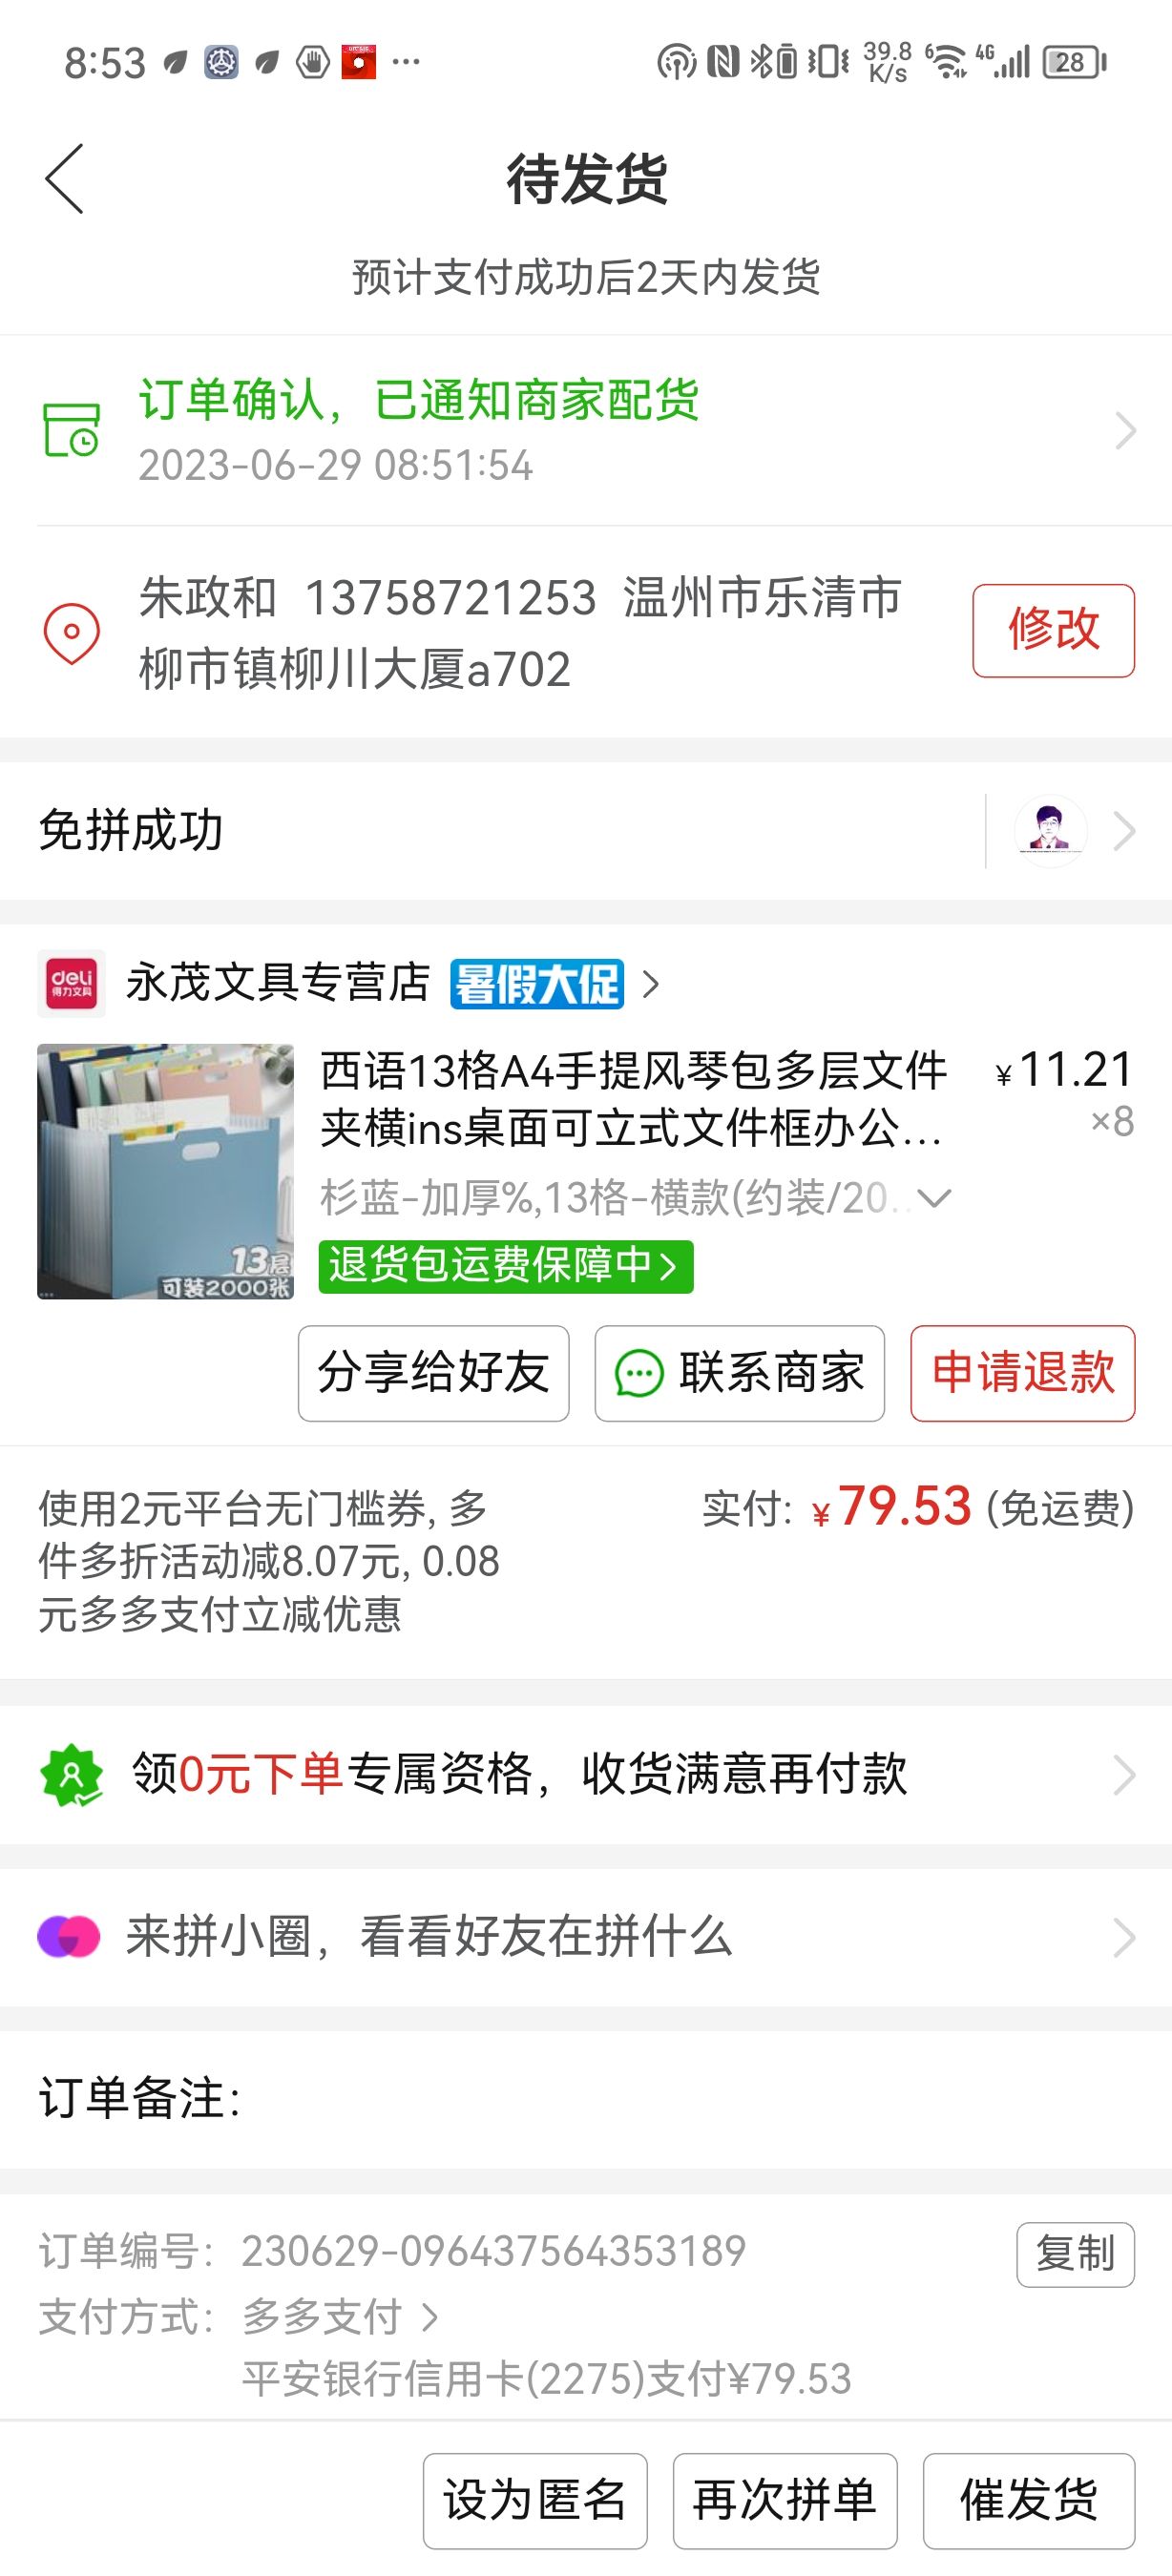 8:53
39.8
K/s
6
4G
28
待发货
预计支付成功后2天内发货
订单确认，已通知商家配货
2023-06-29 08:51:54
朱政和 13758721253 温州市乐清市
柳市镇柳川大厦a702
修改
免拼成功
deli
得力文具
永茂文具专营店
暑假大促
西语13格A4手提风琴包多层文件
夹横ins桌面可立式文件框办公...
¥11.21
×8
杉蓝-加厚%,13格-横款(约装/20..
13层
可装2000张
退货包运费保障中
分享给好友
联系商家
申请退款
使用2元平台无门槛券, 多
件多折活动减8.07元, 0.08
元多多支付立减优惠
实付: ¥79.53 (免运费)
领0元下单专属资格，收货满意再付款
来拼小圈，看看好友在拼什么
订单备注：
订单编号： 230629-096437564353189
复制
支付方式： 多多支付
平安银行信用卡(2275)支付¥79.53
设为匿名
再次拼单
催发货